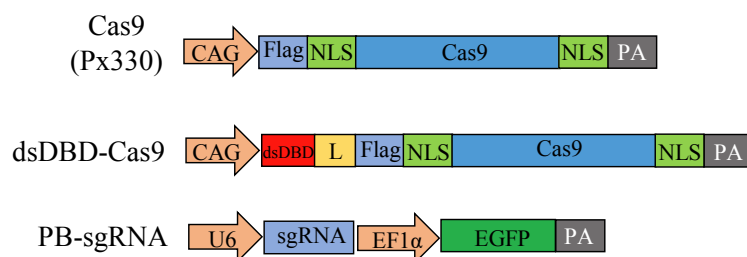 Cas9
(Px330)
CAG Flag NLS Cas9 NLS PA
dsDBD-Cas9 CAG dsDBD L Flag NLS Cas9 NLS PA
PB-sgRNA U6 sgRNA EF1α EGFP PA